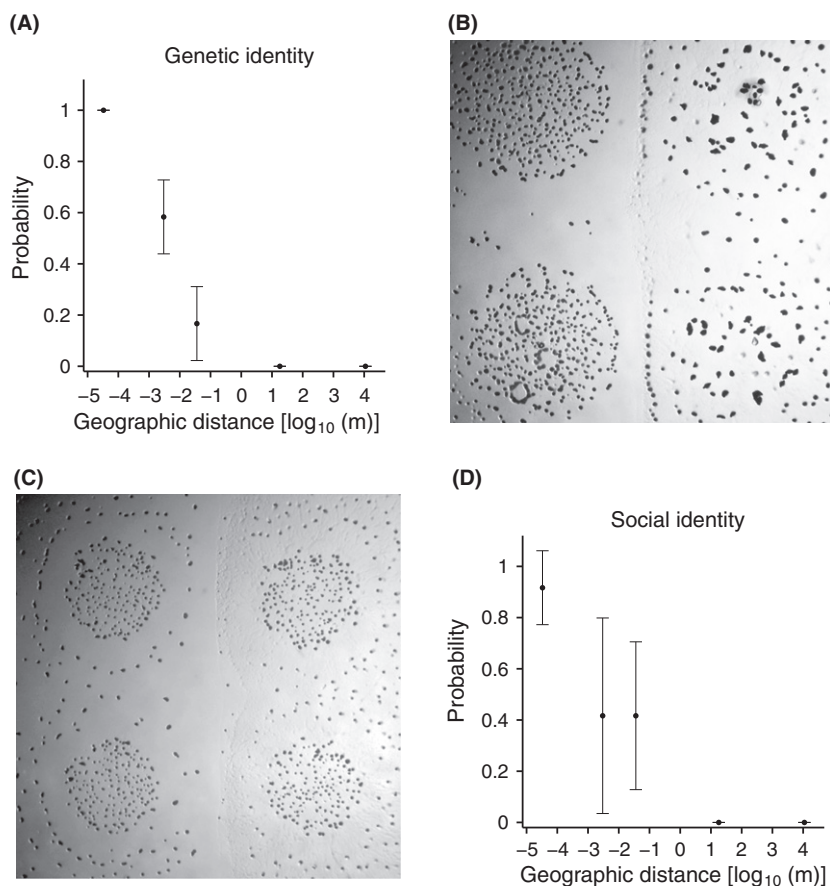 (A)
Genetic identity
Probability
1
0.8
0.6
0.4
0.2
0
−5 −4 −3 −2 −1 0 1 2 3 4
Geographic distance [log10 (m)]
(B)
(C)
(D)
Social identity
Probability
1
0.8
0.6
0.4
0.2
0
−5 −4 −3 −2 −1 0 1 2 3 4
Geographic distance [log10 (m)]